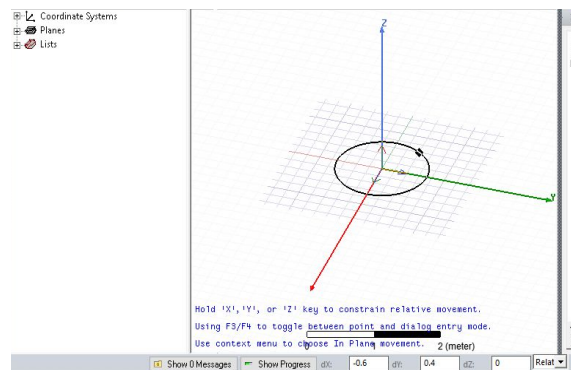 Coordinate Systems
Planes
Lists
Z
Y
Hold 'X','Y', or 'Z' key to constrain relative movement.
Using F3/F4 to toggle between point and dialog entry mode.
0 1 2 (meter)
Use context menu to choose In Plane movement.
Show 0 Messages Show Progress dX: -0.6 dY: 0.4 dZ: 0 Relat